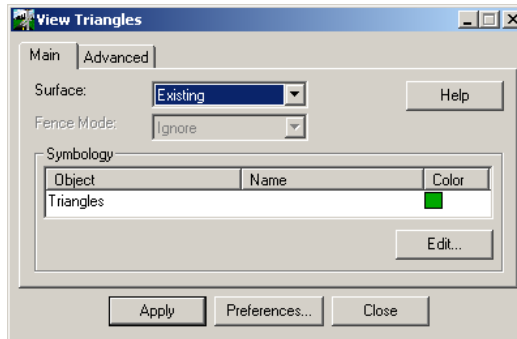 View Triangles
Main Advanced
Surface: Existing Help
Fence Mode: Ignore
Symbology
Object Name Color
Triangles
Edit...
Apply Preferences... Close